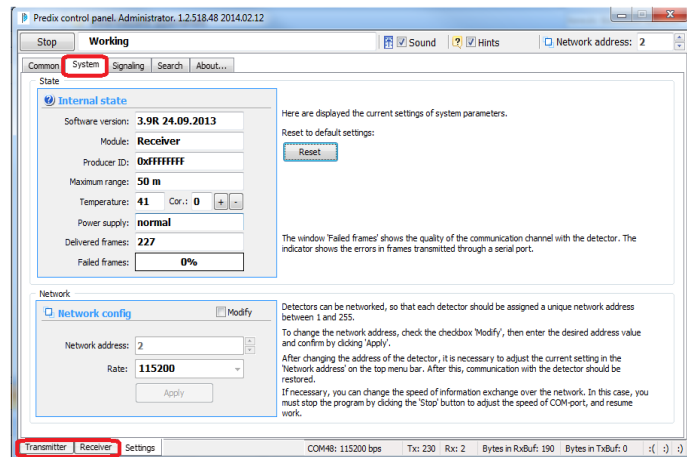 Predix control panel. Administrator. 1.2.518.48 2014.02.12
Stop Working Sound Hints Network address: 2
Common System Signaling Search About...
State
Internal state
Software version: 3.9R 24.09.2013
Module: Receiver
Producer ID: 0xFFFFFFFF
Maximum range: 50 m
Temperature: 41 Cor.: 0 + -
Power supply: normal
Delivered frames: 227
Failed frames: 0%
Here are displayed the current settings of system parameters.
Reset to default settings:
Reset
The window 'Failed frames' shows the quality of the communication channel with the detector. The
indicator shows the errors in frames transmitted through a serial port.
Network
Network config Modify
Network address: 2
Rate: 115200
Apply
Detectors can be networked, so that each detector should be assigned a unique network address
between 1 and 255.
To change the network address, check the checkbox 'Modify', then enter the desired address value
and confirm by clicking 'Apply'.
After changing the address of the detector, it is necessary to adjust the current setting in the
'Network address' on the top menu bar. After this, communication with the detector should be
restored.
If necessary, you can change the speed of information exchange over the network. In this case, you
must stop the program by clicking the 'Stop' button to adjust the speed of COM-port, and resume
work.
Transmitter Receiver Settings COM48: 115200 bps Tx: 230 Rx: 2 Bytes in RxBuf: 190 Bytes in TxBuf: 0 :( :) :)